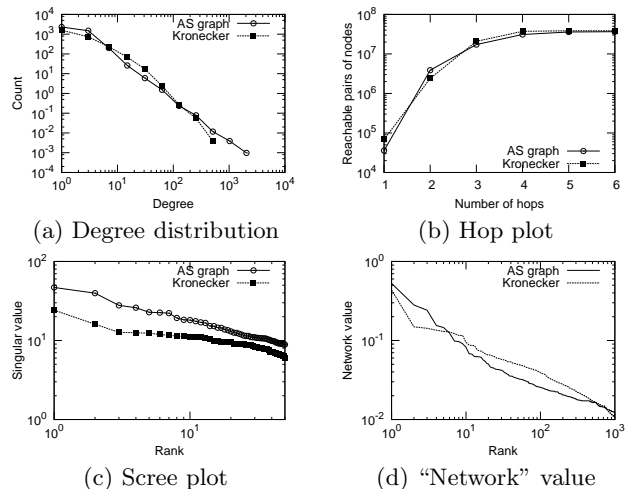 10^4
10^3
10^2
10^1
10^0
10^-1
10^-2
10^-3
10^0 10^1 10^2 10^3 10^4
Count
Degree
AS graph
Kronecker
(a) Degree distribution
10^8
10^7
10^6
10^5
10^4
1 2 3 4 5 6
Reachable pairs of nodes
Number of hops
AS graph
Kronecker
(b) Hop plot
10^2
10^1
10^0
10^0 10^1
Singular value
Rank
AS graph
Kronecker
(c) Scree plot
10^0
10^-1
10^-2
10^0 10^1 10^2 10^3
Network value
Rank
AS graph
Kronecker
(d) “Network” value